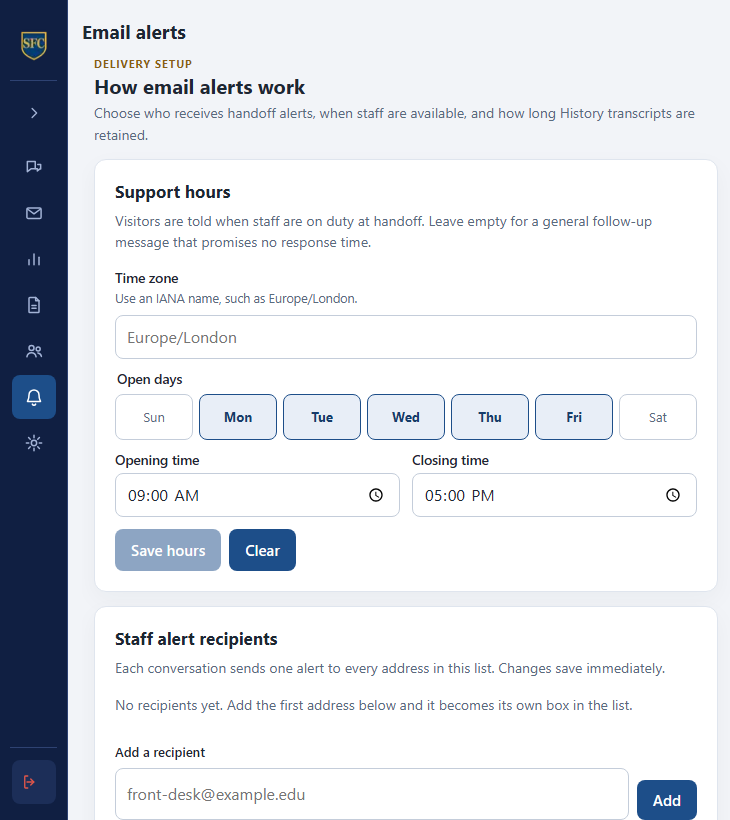 SFC
Email alerts
DELIVERY SETUP
How email alerts work
Choose who receives handoff alerts, when staff are available, and how long History transcripts are
retained.
Support hours
Visitors are told when staff are on duty at handoff. Leave empty for a general follow-up
message that promises no response time.
Time zone
Use an IANA name, such as Europe/London.
Europe/London
Open days
Sun Mon Tue Wed Thu Fri Sat
Opening time Closing time
09:00 AM 05:00 PM
Save hours Clear
Staff alert recipients
Each conversation sends one alert to every address in this list. Changes save immediately.
No recipients yet. Add the first address below and it becomes its own box in the list.
Add a recipient
front-desk@example.edu
Add